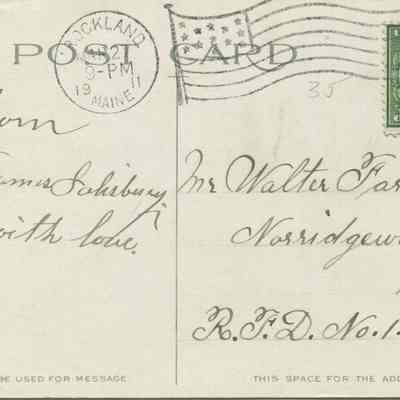 POST CARD
ROCKLAND
9-PM
19 11
MAINE
35
with love.
Mr Walter Far
Norridgew
R.F.D. No. 1.
BE USED FOR MESSAGE
THIS SPACE FOR THE ADD